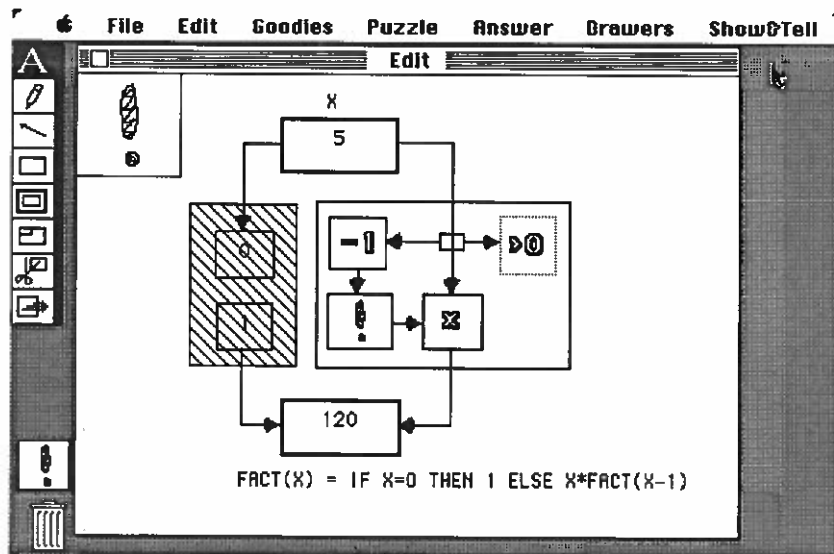 File Edit Goodies Puzzle Answer Drawers Show&Tell
Edit
A
!
X
5
0
-1
>0
1
!
×
120
!
FACT(X) = IF X=0 THEN 1 ELSE X*FACT(X-1)